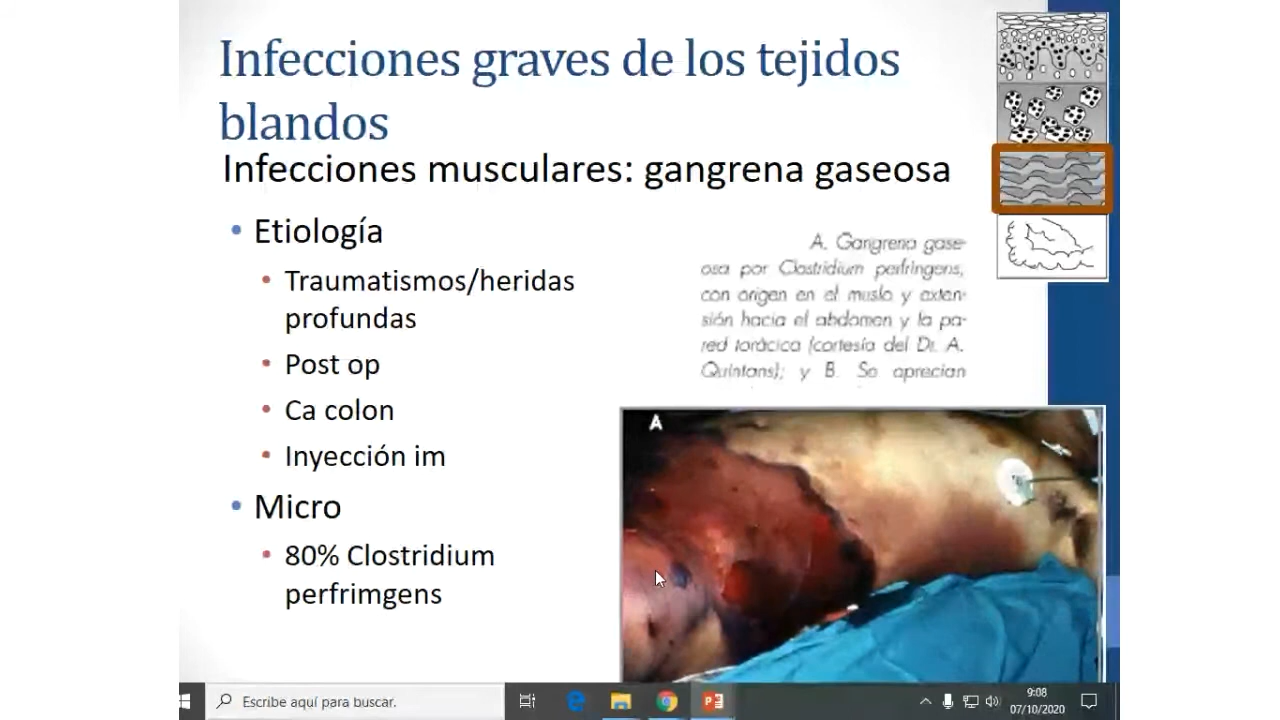 Infecciones graves de los tejidos
blandos
Infecciones musculares: gangrena gaseosa
• Etiología
• Traumatismos/heridas
profundas
• Post op
• Ca colon
• Inyección im
• Micro
• 80% Clostridium
perfrimgens
A. Gangrena gase-
osa por Clostridium perfringens,
con origen en el muslo y exten-
sión hacia el abdomen y la pa-
red torácica (cortesía del Dr. A.
Quintans); y B. Se aprecian
A
Escribe aquí para buscar.
9:08
07/10/2020